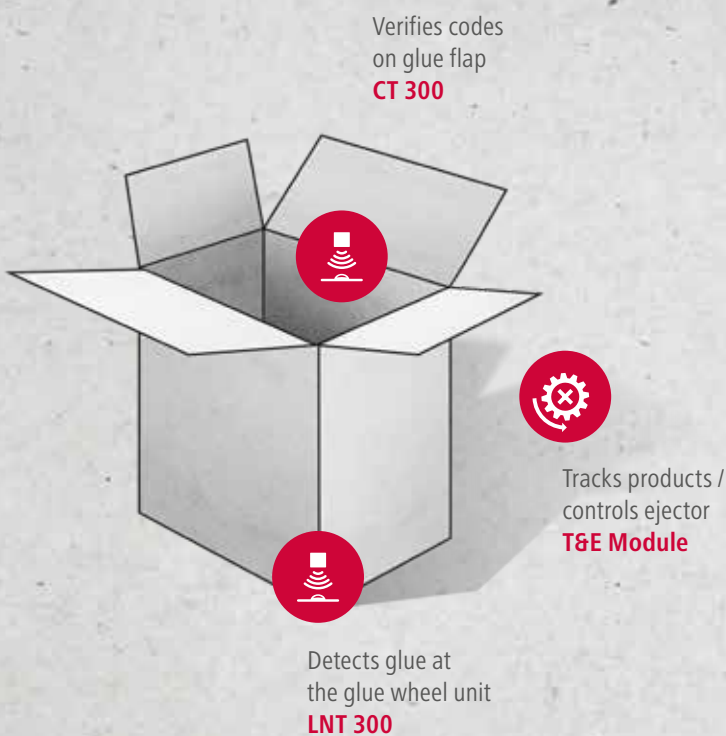 Verifies codes
on glue flap
CT 300
Tracks products /
controls ejector
T&E Module
Detects glue at
the glue wheel unit
LNT 300